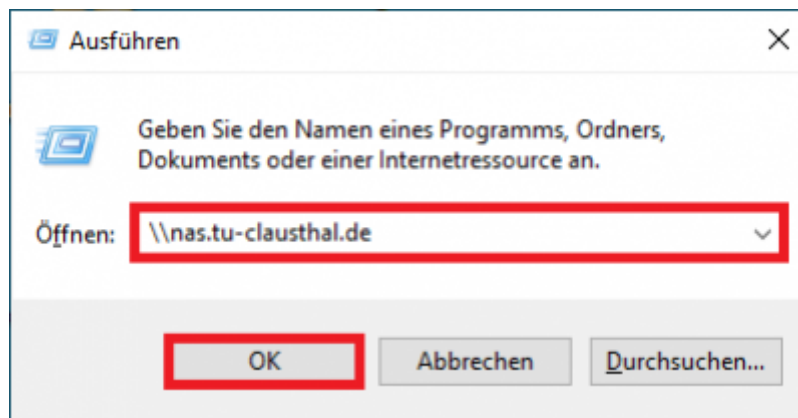 Ausführen
Geben Sie den Namen eines Programms, Ordners,
Dokuments oder einer Internetressource an.
Öffnen: \\nas.tu-clausthal.de
OK Abbrechen Durchsuchen...